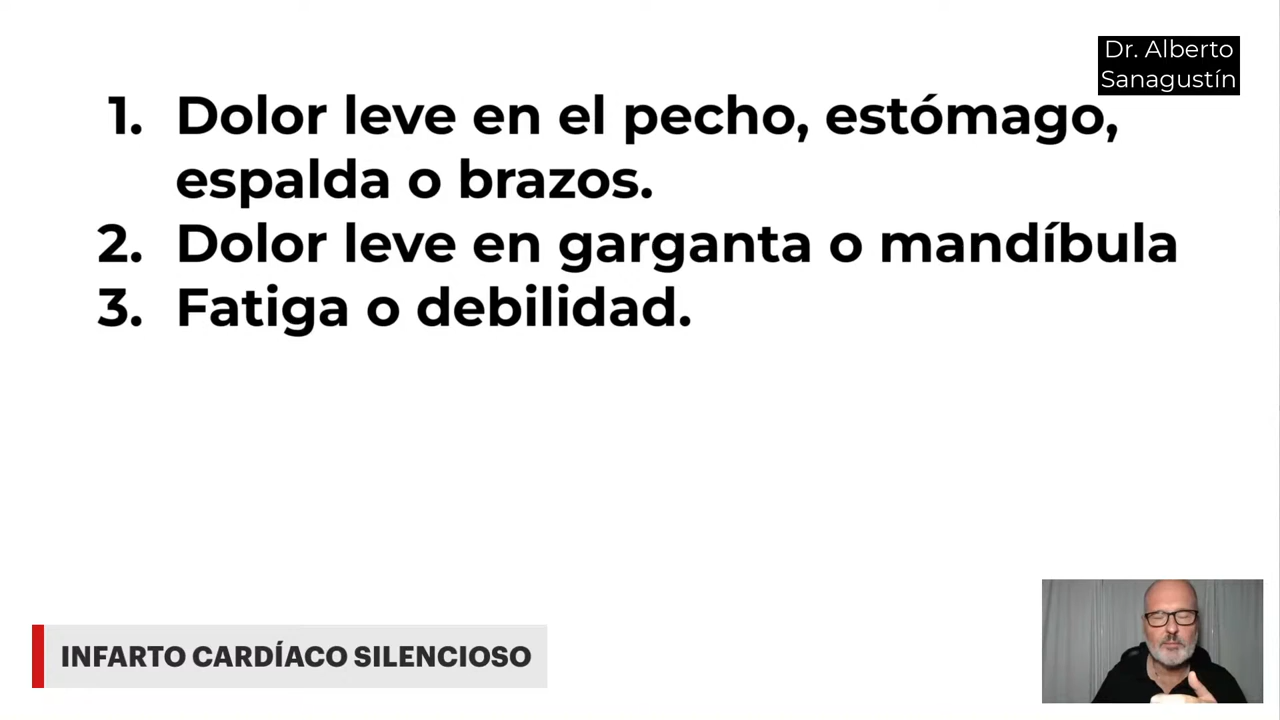 Dr. Alberto
Sanagustín
1. Dolor leve en el pecho, estómago,
espalda o brazos.
2. Dolor leve en garganta o mandíbula
3. Fatiga o debilidad.
INFARTO CARDÍACO SILENCIOSO